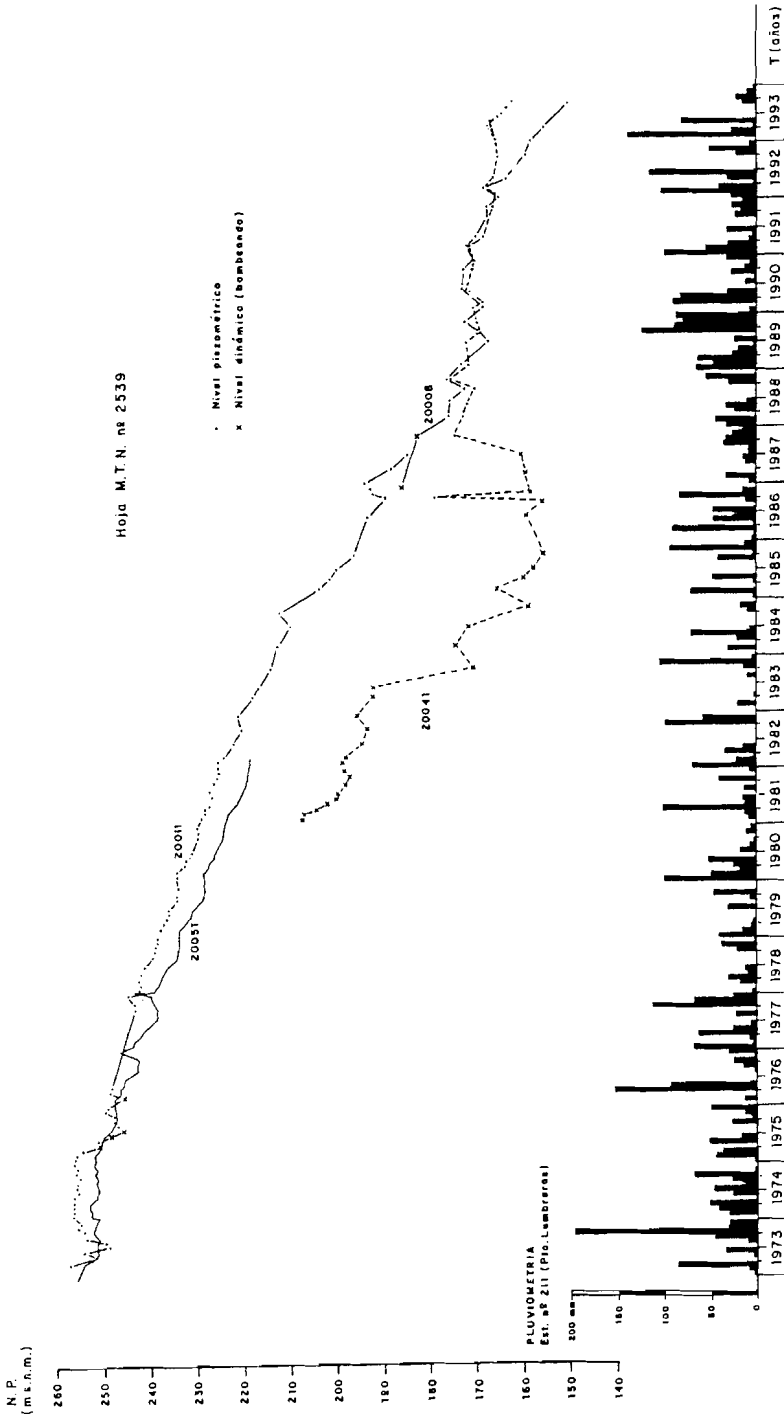 N.P.
(m.s.n.m.)
260
250
240
230
220
210
200
190
180
170
160
150
140
Hoja M.T.N. nº 2539
· Nivel piezométrico
x Nivel dinámico (bombeando)
20011
20051
20041
20008
PLUVIOMETRIA
Est. nº 211 (Pto. Lumbreras)
200 mm
150
100
50
0
1973 1974 1975 1976 1977 1978 1979 1980 1981 1982 1983 1984 1985 1986 1987 1988 1989 1990 1991 1992 1993 T (años)